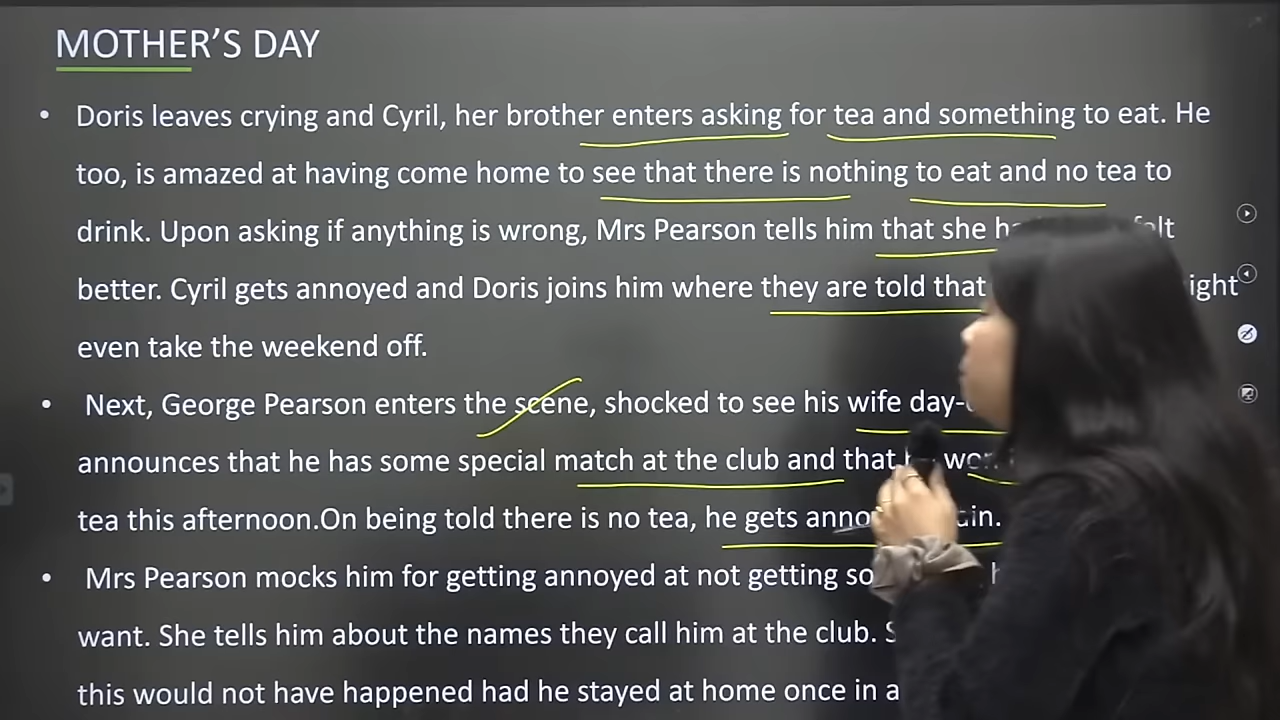 MOTHER'S DAY
• Doris leaves crying and Cyril, her brother enters asking for tea and something to eat. He
too, is amazed at having come home to see that there is nothing to eat and no tea to
drink. Upon asking if anything is wrong, Mrs Pearson tells him that she
better. Cyril gets annoyed and Doris joins him where they are told that
even take the weekend off.
• Next, George Pearson enters the scene, shocked to see his wife
announces that he has some special match at the club and that
tea this afternoon.On being told there is no tea, he gets
• Mrs Pearson mocks him for getting annoyed at not getting
want. She tells him about the names they call him at the club.
this would not have happened had he stayed at home once in a